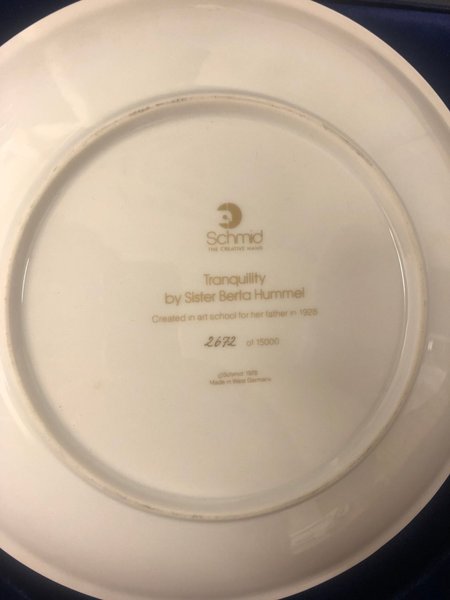 Schmid
THE CREATIVE HAND
Tranquility
by Sister Berta Hummel
Created in art school for her father in 1928
2672 of 15000
©Schmid 1978
Made in West Germany